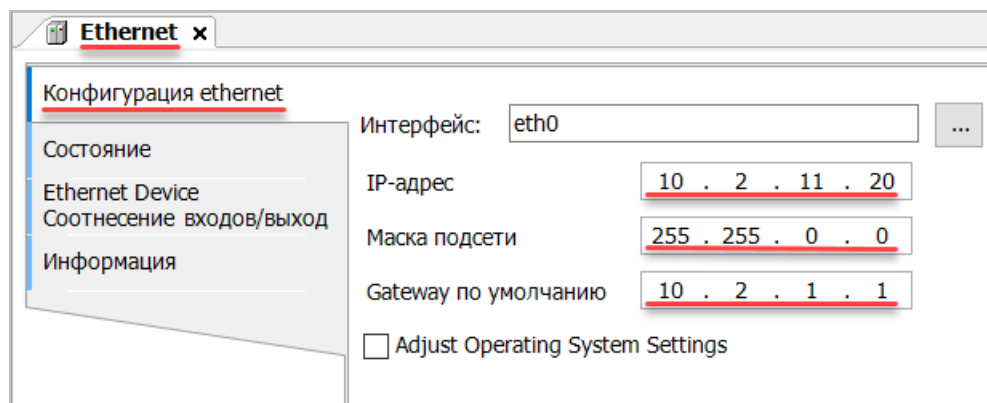 Ethernet x
Конфигурация ethernet
Состояние
Ethernet Device
Соотнесение входов/выход
Информация
Интерфейс: eth0 ...
IP-адрес 10 . 2 . 11 . 20
Маска подсети 255 . 255 . 0 . 0
Gateway по умолчанию 10 . 2 . 1 . 1
Adjust Operating System Settings